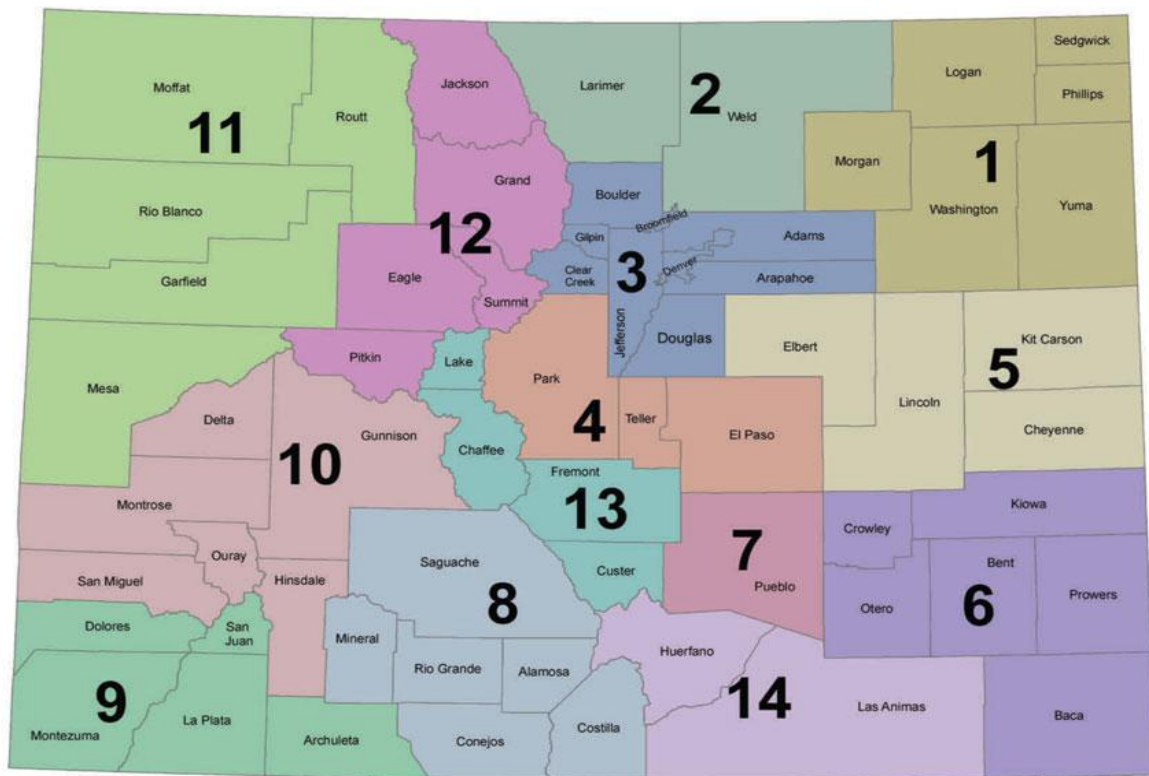 Sedgwick
Logan
Moffat
Jackson
Larimer
2
Phillips
11
Routt
Weld
Morgan
1
Grand
Boulder
Rio Blanco
Washington
Yuma
Broomfield
12
Gilpin
Adams
3
Denver
Garfield
Eagle
Clear
Creek
Arapahoe
Summit
Jefferson
Douglas
Elbert
Kit Carson
5
Pitkin
Lake
Park
Mesa
Lincoln
Delta
Gunnison
4
Teller
El Paso
Cheyenne
Chaffee
10
Fremont
Montrose
13
Kiowa
Crowley
Ouray
7
Saguache
Bent
San Miguel
Hinsdale
Custer
Pueblo
Otero
6
Prowers
8
Dolores
San
Juan
Mineral
Huerfano
Rio Grande
Alamosa
9
14
La Plata
Las Animas
Baca
Montezuma
Archuleta
Conejos
Costilla